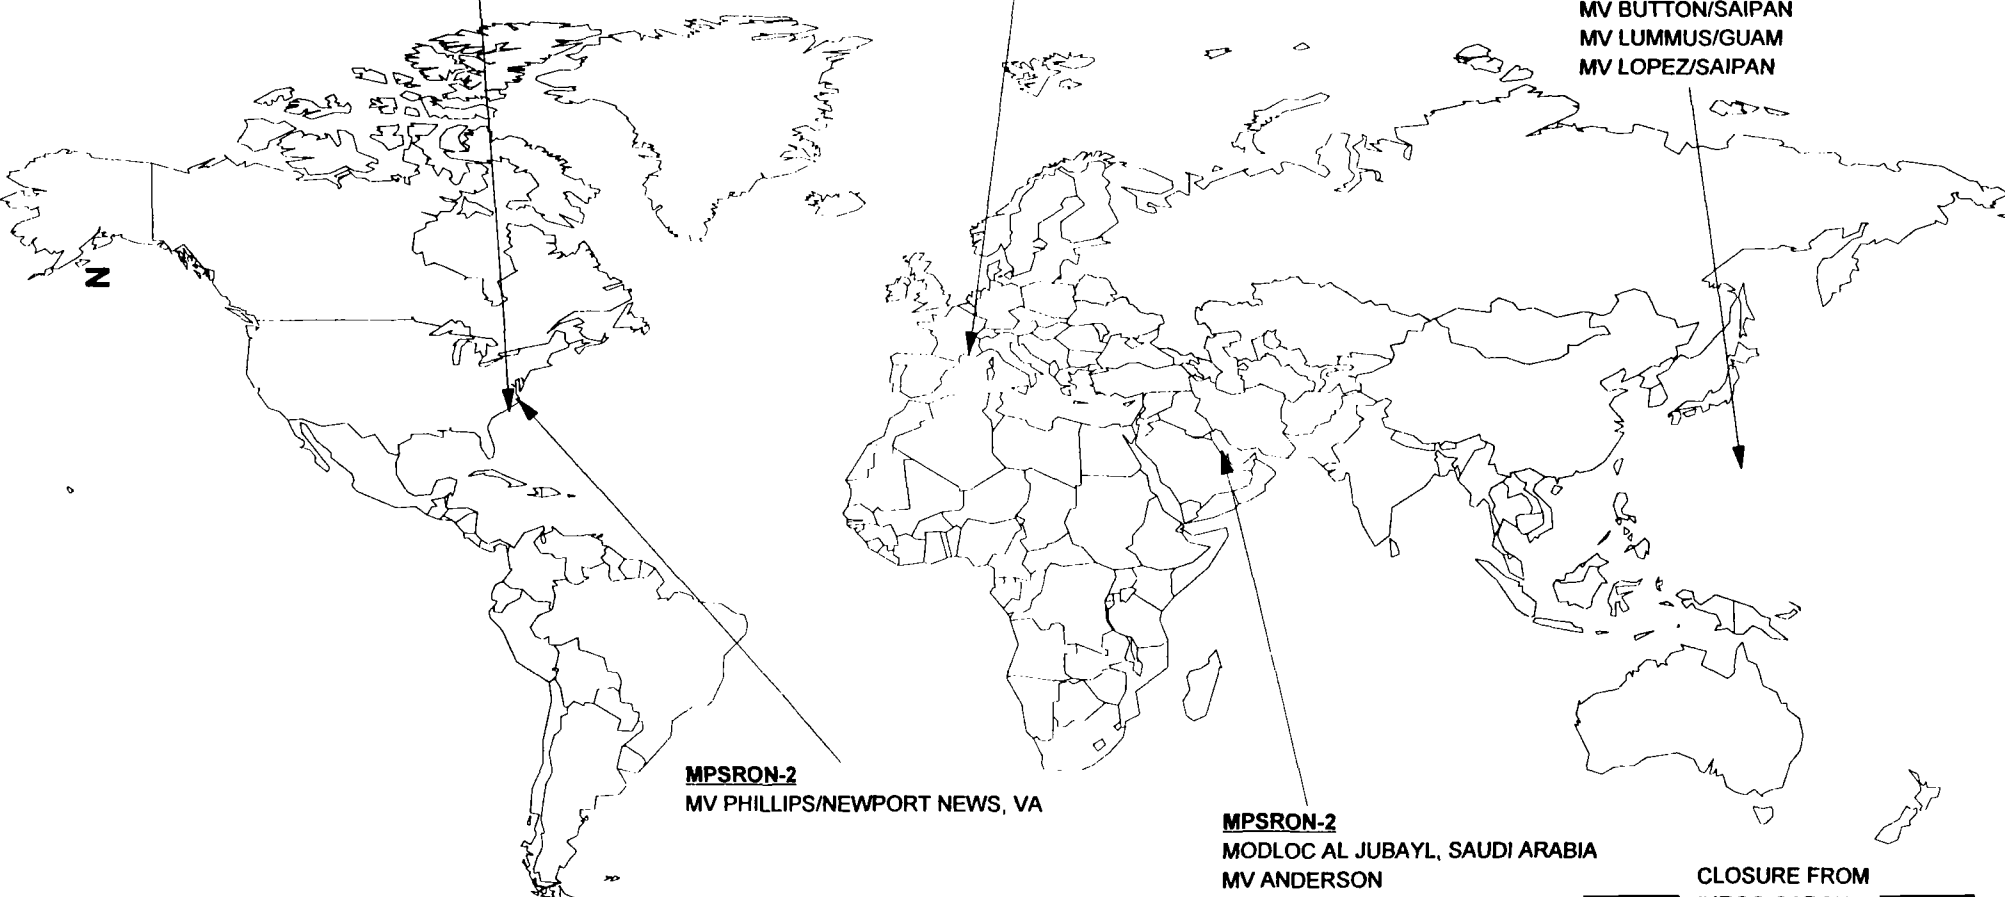 MV BUTTON/SAIPAN
MV LUMMUS/GUAM
MV LOPEZ/SAIPAN
Z
MPSRON-2
MV PHILLIPS/NEWPORT NEWS, VA
MPSRON-2
MODLOC AL JUBAYL, SAUDI ARABIA
MV ANDERSON
CLOSURE FROM